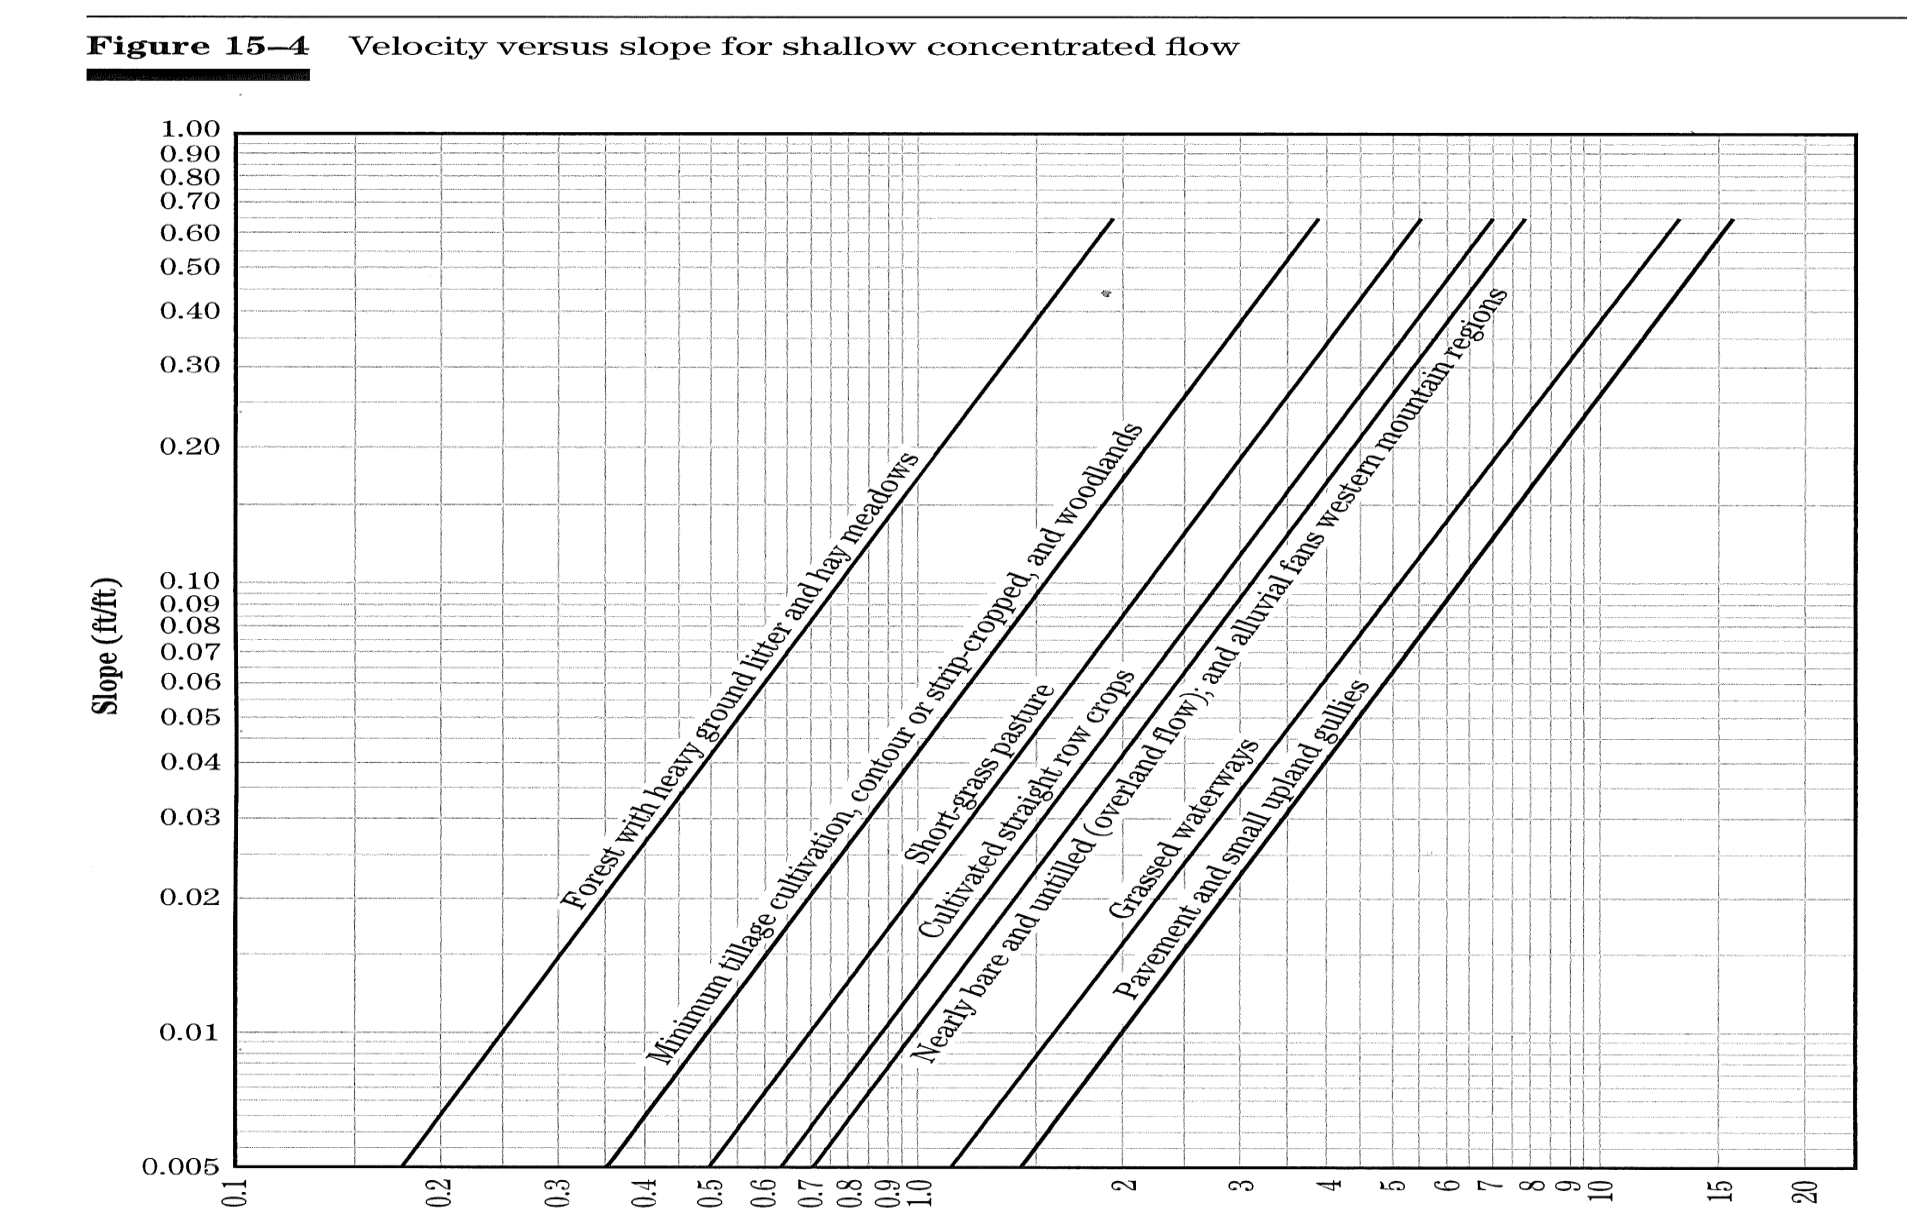 Figure 15–4 Velocity versus slope for shallow concentrated flow
1.00
0.90
0.80
0.70
0.60
0.50
0.40
0.30
0.20
0.10
0.09
0.08
0.07
0.06
0.05
0.04
0.03
0.02
0.01
0.005
Slope (ft/ft)
Forest with heavy ground litter and hay meadows
Minimum tillage cultivation, contour or strip-cropped, and woodlands
Short-grass pasture
Cultivated straight row crops
Nearly bare and untilled (overland flow); and alluvial fans western mountain regions
Grassed waterways
Pavement and small upland gullies
0.1 0.2 0.3 0.4 0.5 0.6 0.7 0.8 0.9 1.0 2 3 4 5 6 7 8 9 10 15 20